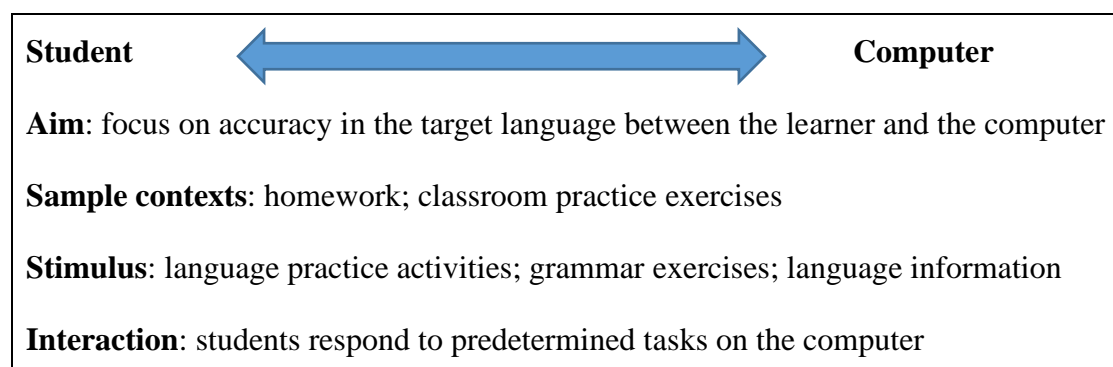 Student Computer
Aim: focus on accuracy in the target language between the learner and the computer
Sample contexts: homework; classroom practice exercises
Stimulus: language practice activities; grammar exercises; language information
Interaction: students respond to predetermined tasks on the computer